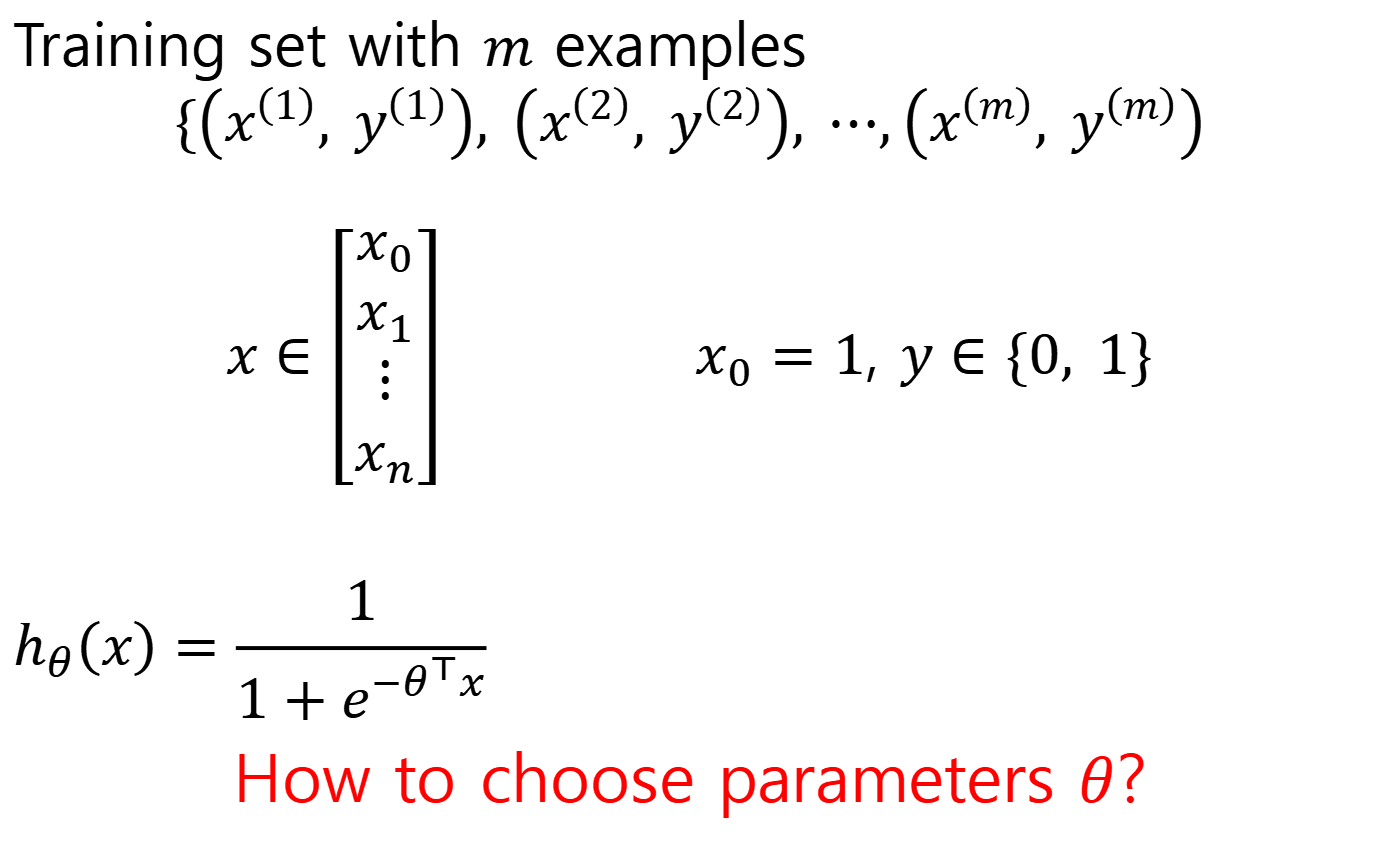 Training set with m examples
{(x^(1), y^(1)), (x^(2), y^(2)), ⋯, (x^(m), y^(m))
x ∈ [x_0 x_1 ⋮ x_n] x_0 = 1, y ∈ {0, 1}
h_θ(x) = 1 / (1 + e^(−θ^⊤ x))
How to choose parameters θ?